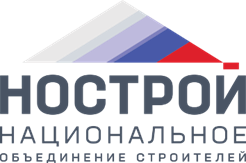 НОСТРОЙ
НАЦИОНАЛЬНОЕ
ОБЪЕДИНЕНИЕ СТРОИТЕЛЕЙ